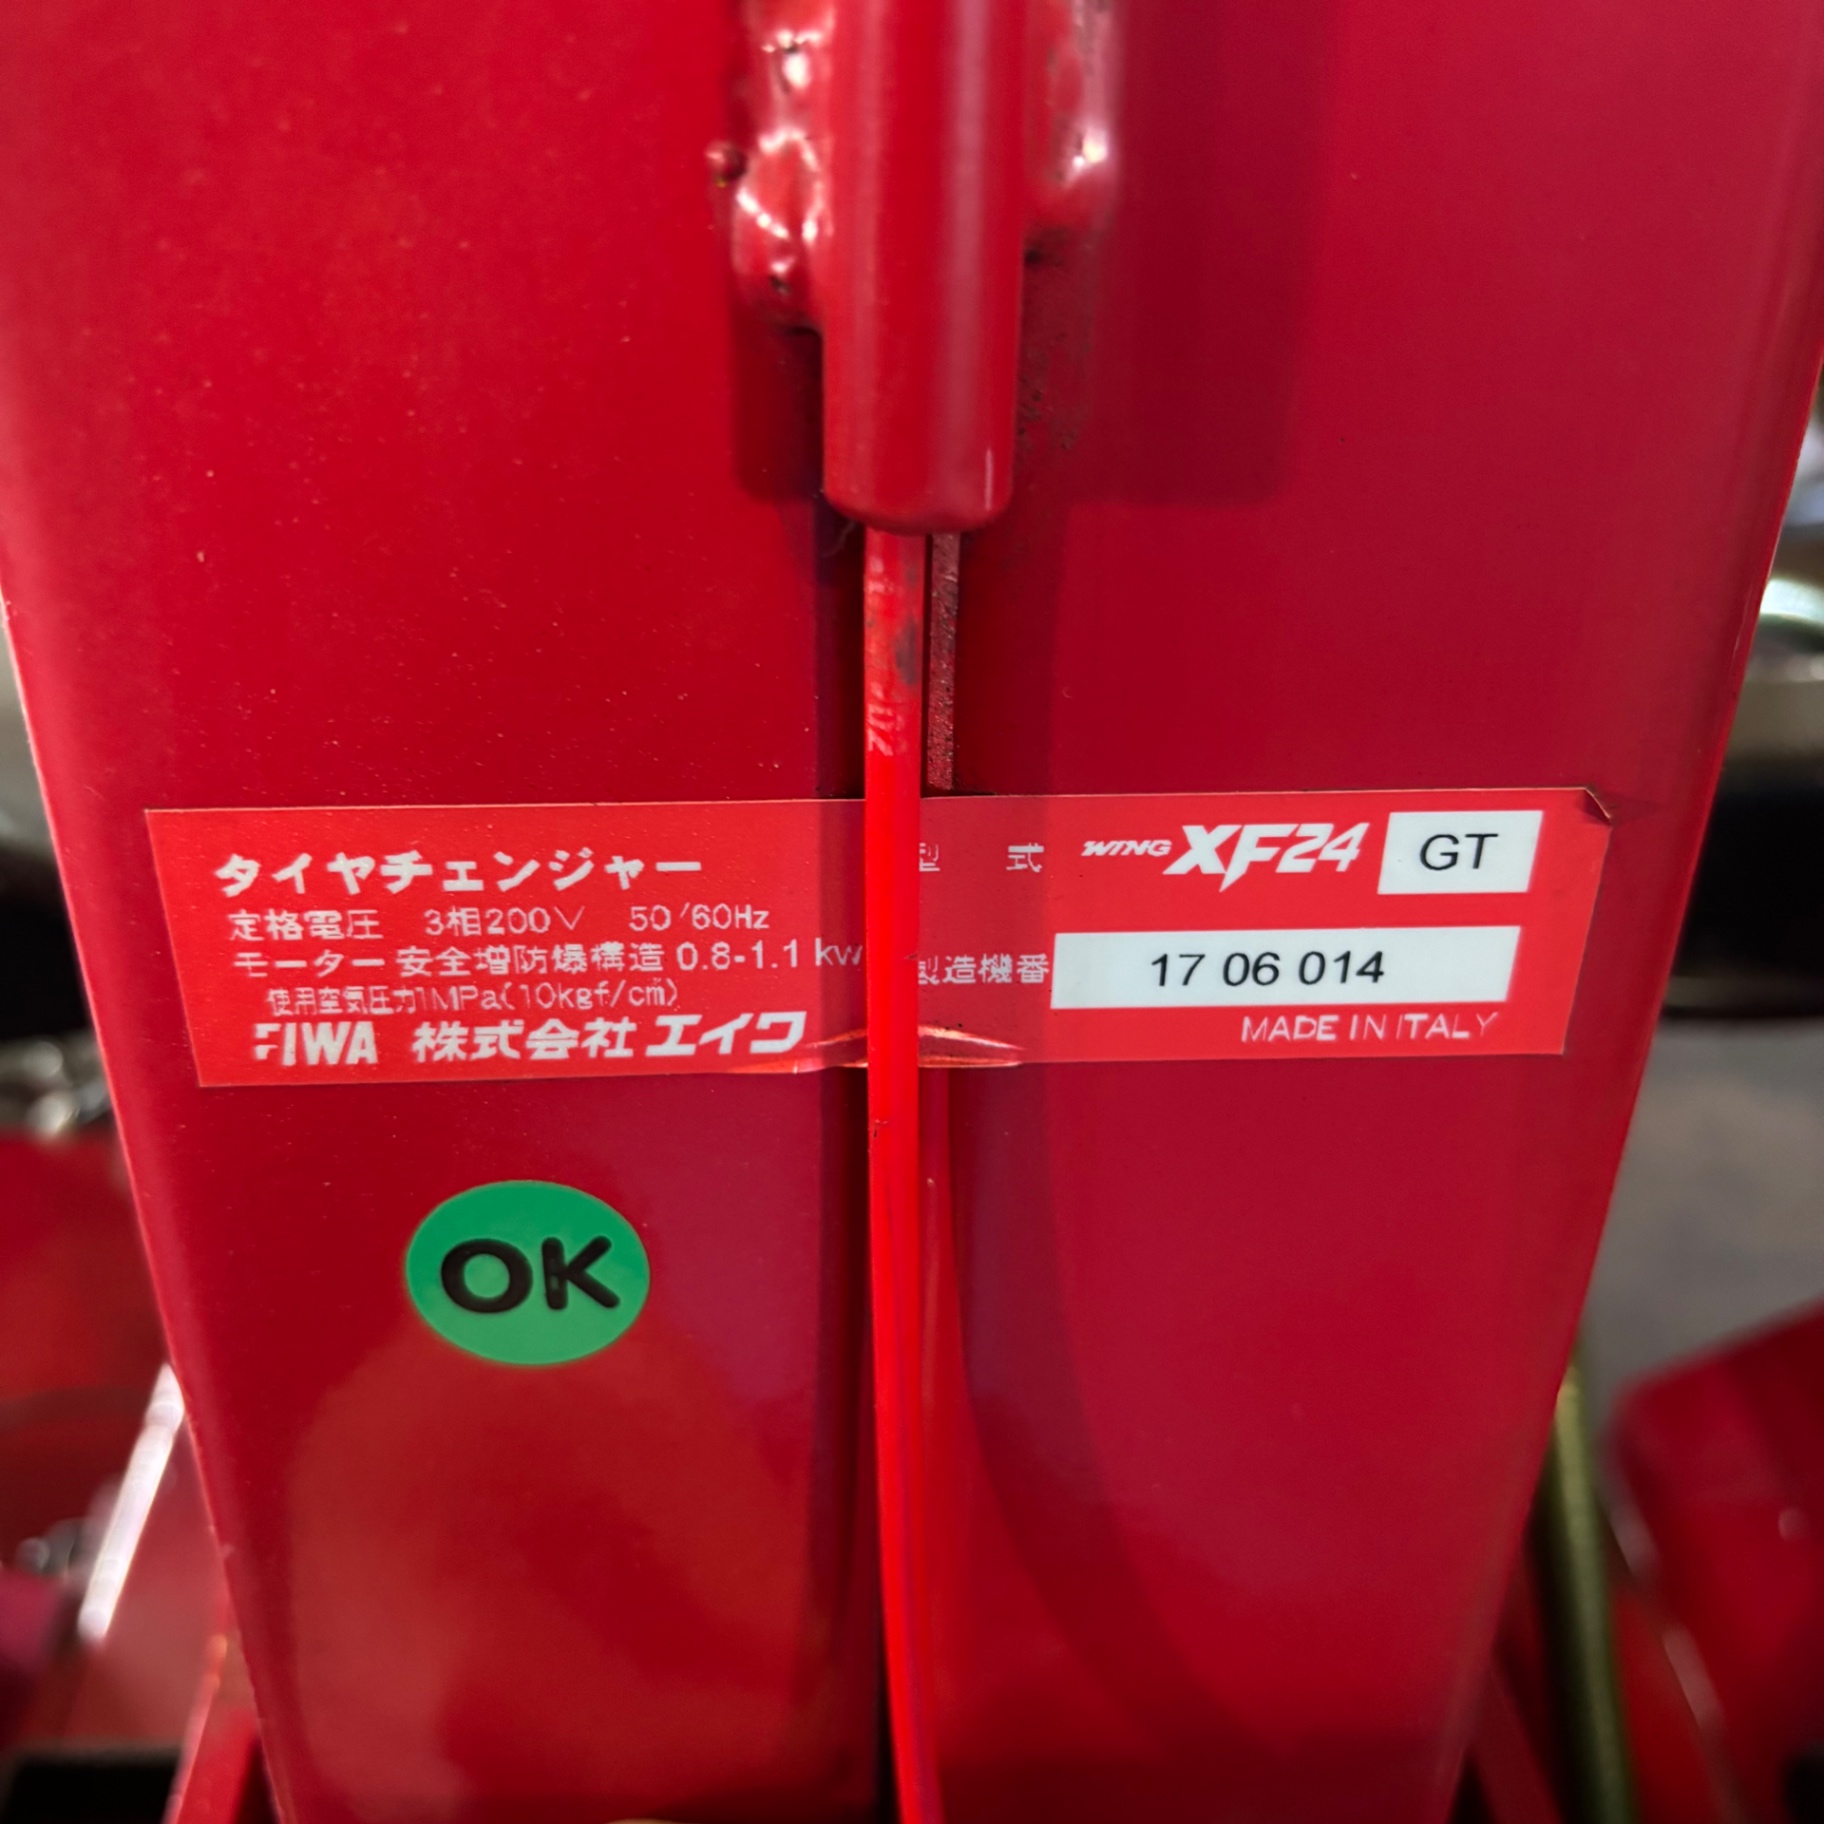 タイヤチェンジャー
定格電圧 3相200V 50/60Hz
モーター 安全増防爆構造 0.8-1.1 kw
使用空気圧力1MPa(10kgf/c㎡)
EIWA 株式会社エイワ
型 式 WING XF24 GT
製造機番 17 06 014
MADE IN ITALY
OK